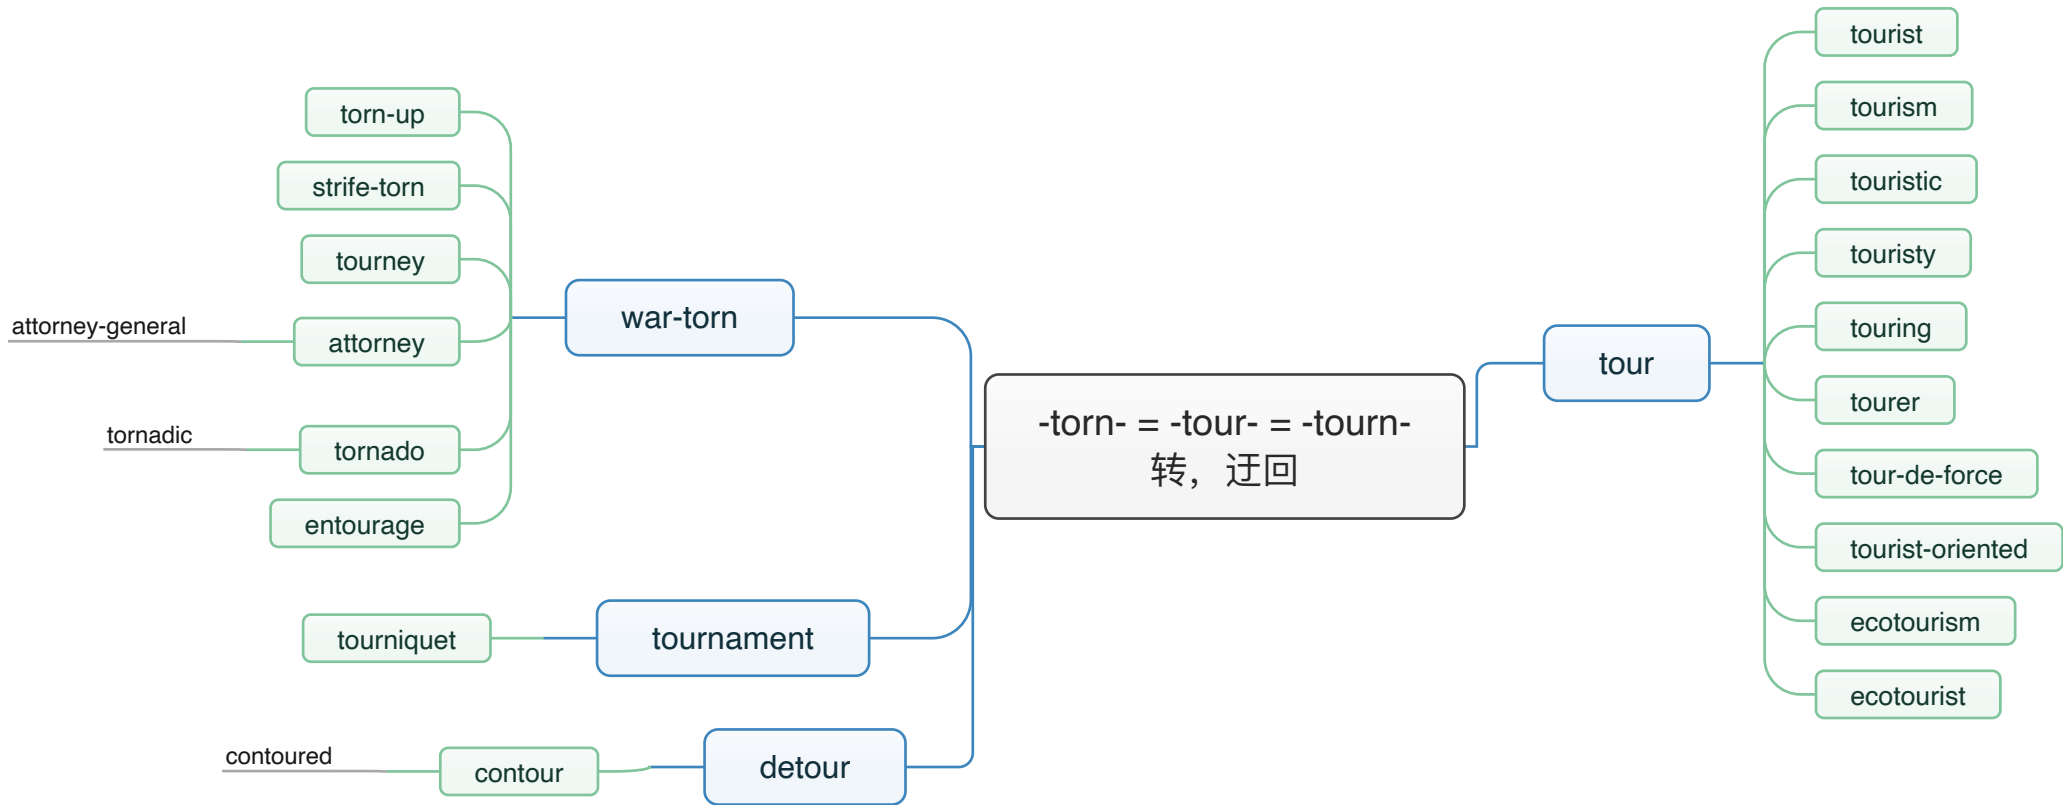 -torn- = -tour- = -tourn-
转，迂回
tour
tourist
tourism
touristic
touristy
touring
tourer
tour-de-force
tourist-oriented
ecotourism
ecotourist
war-torn
torn-up
strife-torn
tourney
attorney
attorney-general
tornado
tornadic
entourage
tournament
tourniquet
detour
contour
contoured